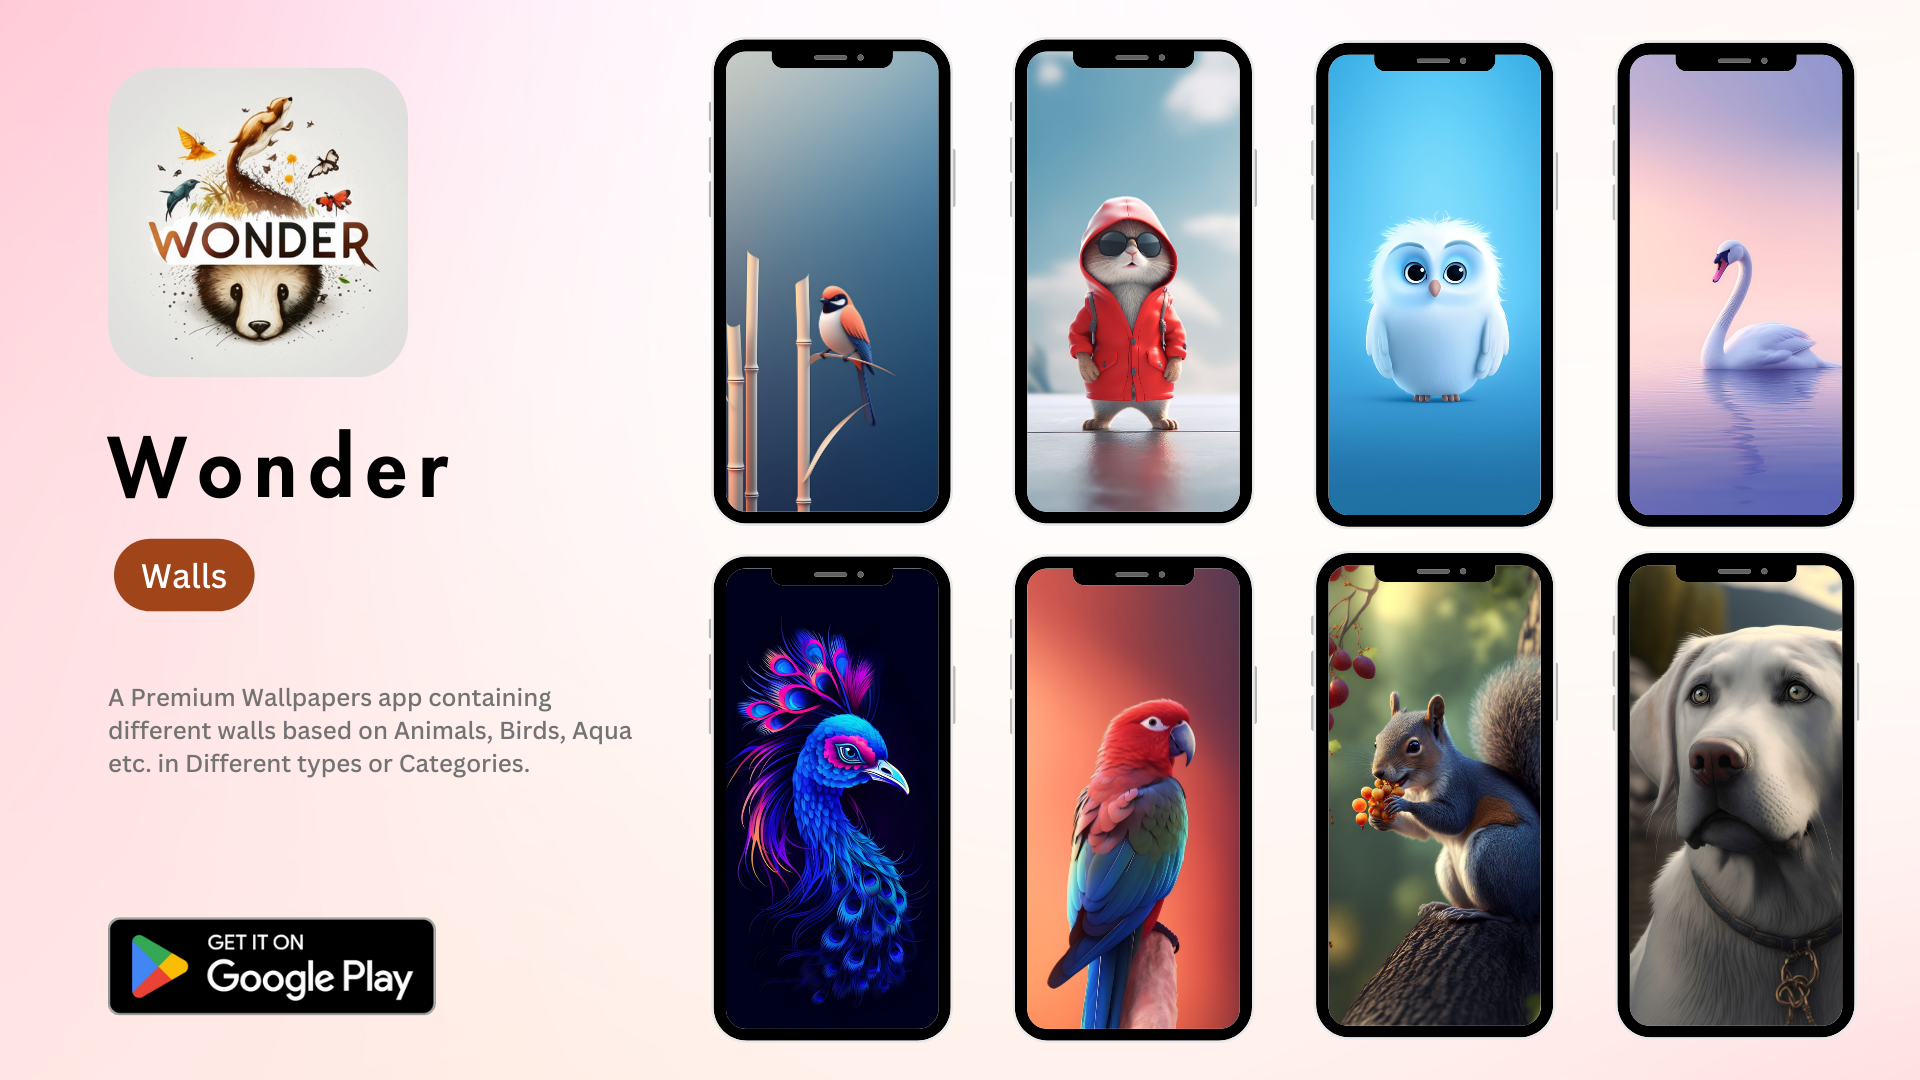 WONDER
Wonder
Walls
A Premium Wallpapers app containing
different walls based on Animals, Birds, Aqua
etc. in Different types or Categories.
GET IT ON
Google Play